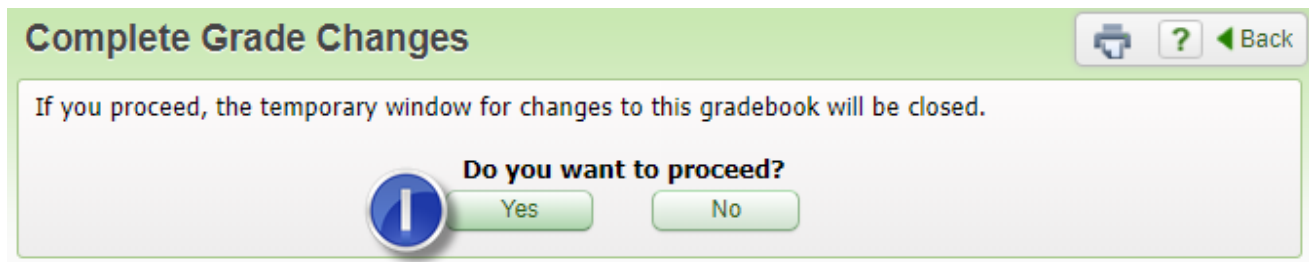 Complete Grade Changes
? Back
If you proceed, the temporary window for changes to this gradebook will be closed.
Do you want to proceed?
I Yes No